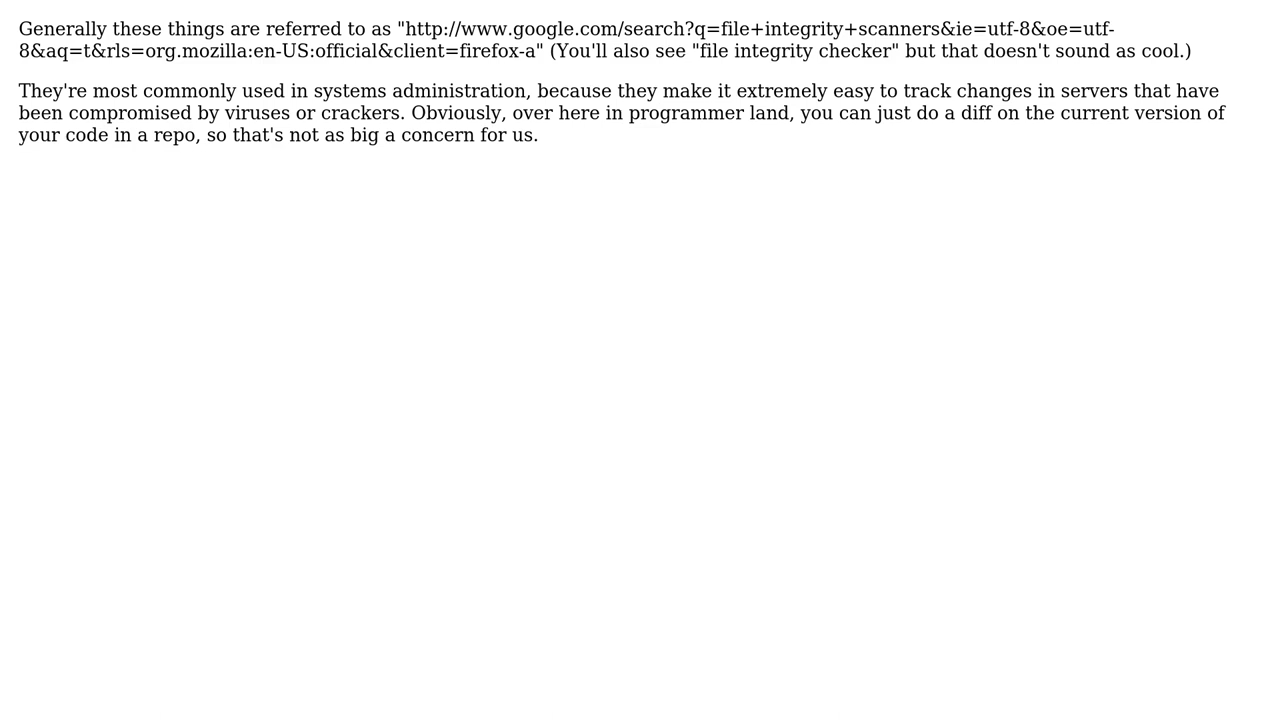 Generally these things are referred to as "http://www.google.com/search?q=file+integrity+scanners&ie=utf-8&oe=utf-
8&aq=t&rls=org.mozilla:en-US:official&client=firefox-a" (You'll also see "file integrity checker" but that doesn't sound as cool.)
They're most commonly used in systems administration, because they make it extremely easy to track changes in servers that have
been compromised by viruses or crackers. Obviously, over here in programmer land, you can just do a diff on the current version of
your code in a repo, so that's not as big a concern for us.